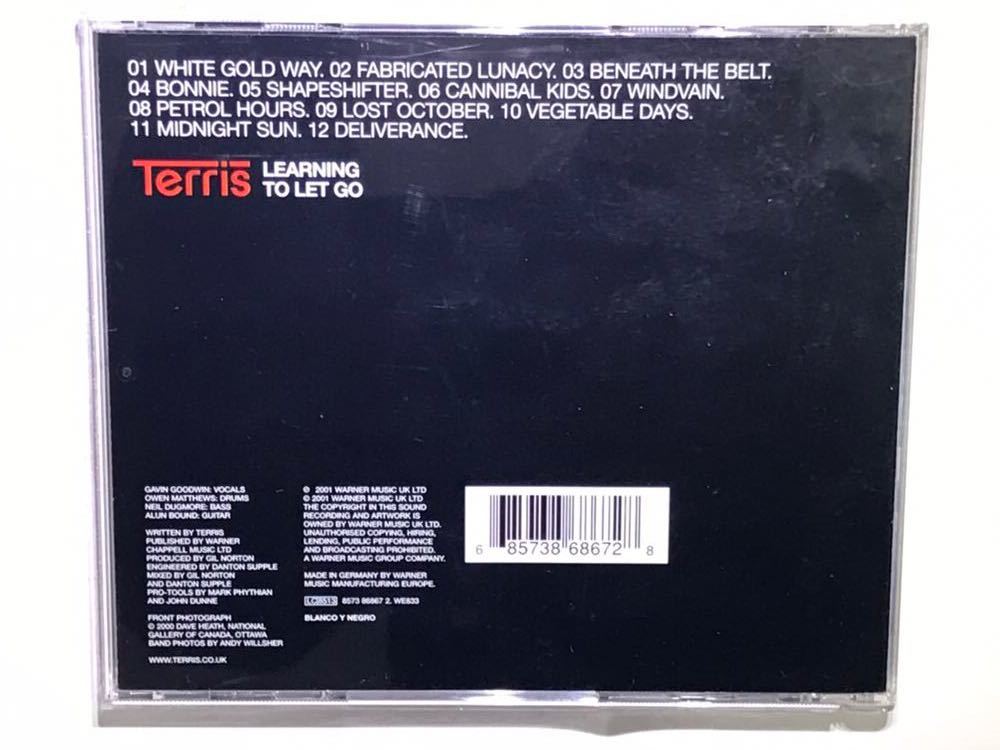 01 WHITE GOLD WAY. 02 FABRICATED LUNACY. 03 BENEATH THE BELT.
04 BONNIE. 05 SHAPESHIFTER. 06 CANNIBAL KIDS. 07 WINDVAIN.
08 PETROL HOURS. 09 LOST OCTOBER. 10 VEGETABLE DAYS.
11 MIDNIGHT SUN. 12 DELIVERANCE.
Terris
LEARNING
TO LET GO
GAVIN GOODWIN: VOCALS
OWEN MATTHEWS: DRUMS
NEIL DUGMORE: BASS
ALUN BOUND: GUITAR
WRITTEN BY TERRIS
PUBLISHED BY WARNER
CHAPPELL MUSIC LTD
PRODUCED BY GIL NORTON
ENGINEERED BY DANTON SUPPLE
MIXED BY GIL NORTON
AND DANTON SUPPLE
PRO-TOOLS BY MARK PHYTHIAN
AND JOHN DUNNE
FRONT PHOTOGRAPH
© 2000 DAVE HEATH, NATIONAL
GALLERY OF CANADA, OTTAWA
BAND PHOTOS BY ANDY WILLSHER
WWW.TERRIS.CO.UK
℗ 2001 WARNER MUSIC UK LTD
© 2001 WARNER MUSIC UK LTD
THE COPYRIGHT IN THIS SOUND
RECORDING AND ARTWORK IS
OWNED BY WARNER MUSIC UK LTD.
UNAUTHORISED COPYING, HIRING,
LENDING, PUBLIC PERFORMANCE
AND BROADCASTING PROHIBITED.
A WARNER MUSIC GROUP COMPANY.
MADE IN GERMANY BY WARNER
MUSIC MANUFACTURING EUROPE.
LC8513 8573 86867 2. WE833
BLANCO Y NEGRO
6 85738 68672 8